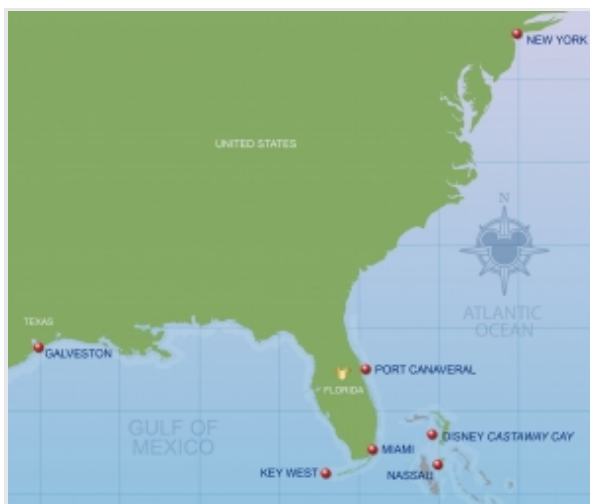 NEW YORK
UNITED STATES
N
ATLANTIC
OCEAN
TEXAS
GALVESTON
PORT CANAVERAL
FLORIDA
GULF OF
MEXICO
DISNEY CASTAWAY CAY
MIAMI
KEY WEST
NASSAU